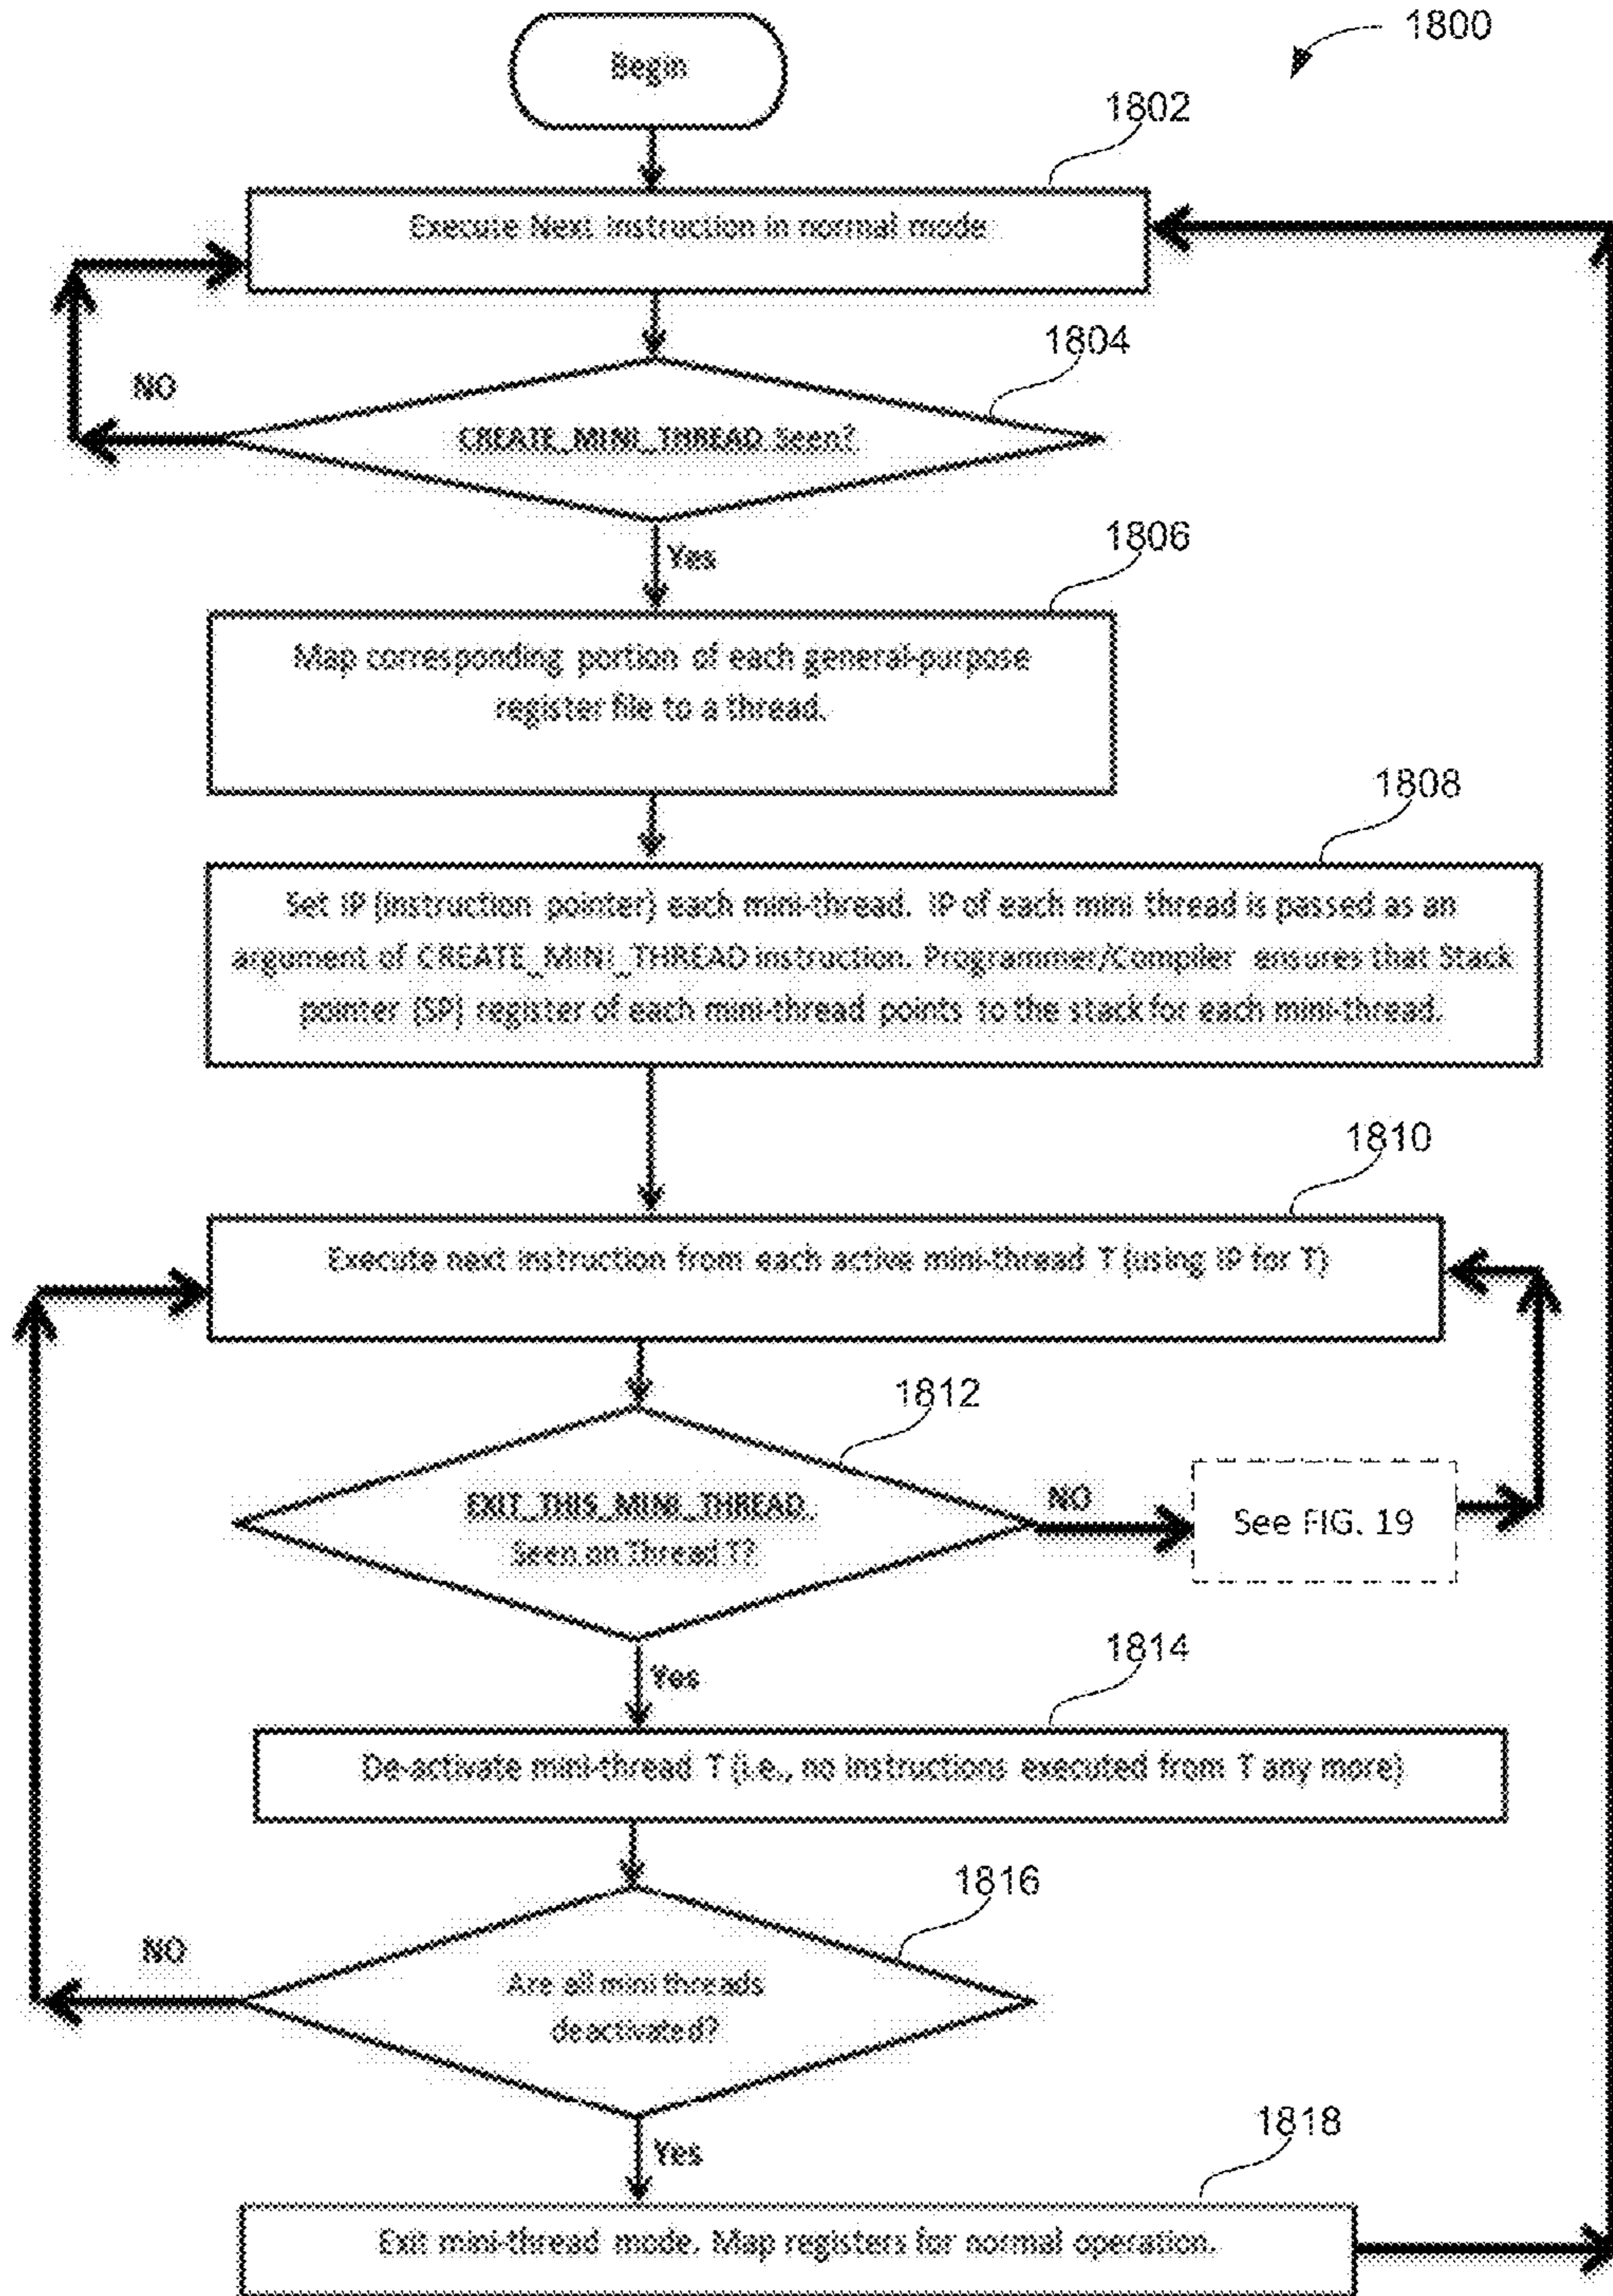 1800
Begin
1802
Execute Next instruction in normal mode
1804
NO
CREATE_MINI_THREAD Seen?
Yes
1806
Map corresponding portion of each general-purpose
register file to a thread.
1808
Set IP (instruction pointer) each mini-thread. IP of each mini thread is passed as an
argument of CREATE_MINI_THREAD instruction. Programmer/Compiler ensures that Stack
pointer (SP) register of each mini-thread points to the stack for each mini-thread.
1810
Execute next instruction from each active mini-thread T (using IP for T)
1812
EXIT_THIS_MINI_THREAD
Seen on Thread T?
NO
See FIG. 19
Yes
1814
De-activate mini-thread T (i.e., no instructions executed from T any more)
1816
NO
Are all mini threads
deactivated?
Yes
1818
Exit mini-thread mode. Map registers for normal operation.